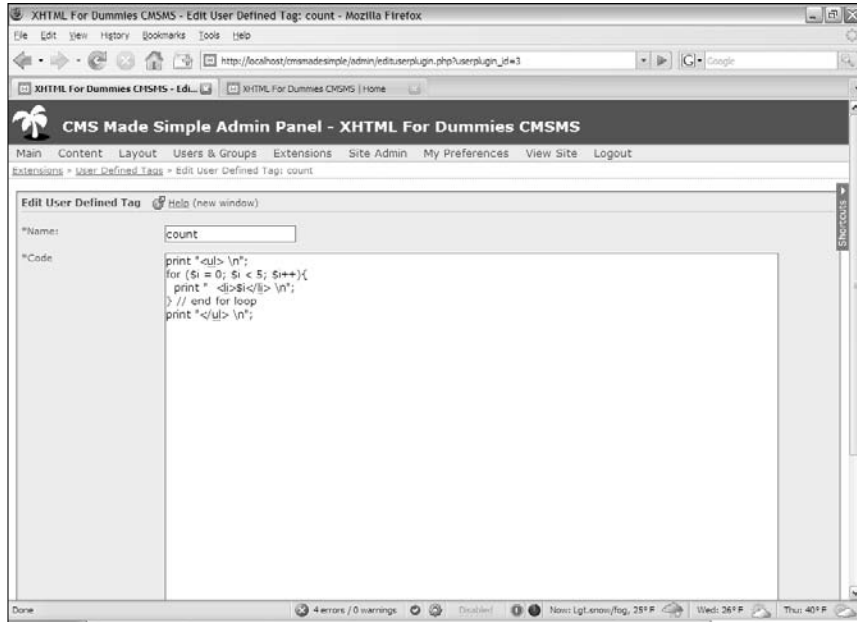 XHTML For Dummies CMSMS - Edit User Defined Tag: count - Mozilla Firefox
File Edit View History Bookmarks Tools Help
http://localhost/cmsmadesimple/admin/edituserplugin.php?userplugin_id=3
G Google
XHTML For Dummies CMSMS - Edi...
XHTML For Dummies CMSMS | Home
CMS Made Simple Admin Panel - XHTML For Dummies CMSMS
Main Content Layout Users & Groups Extensions Site Admin My Preferences View Site Logout
Extensions » User Defined Tags » Edit User Defined Tag: count
Shortcuts
Edit User Defined Tag Help (new window)
*Name: count
*Code
print "<ul> \n";
for ($i = 0; $i < 5; $i++){
  print "  <li>$i</li> \n";
} // end for loop
print "</ul> \n";
Done
4 errors / 0 warnings
Disabled
Now: Lgt.snow/fog, 25° F
Wed: 26° F
Thu: 40° F